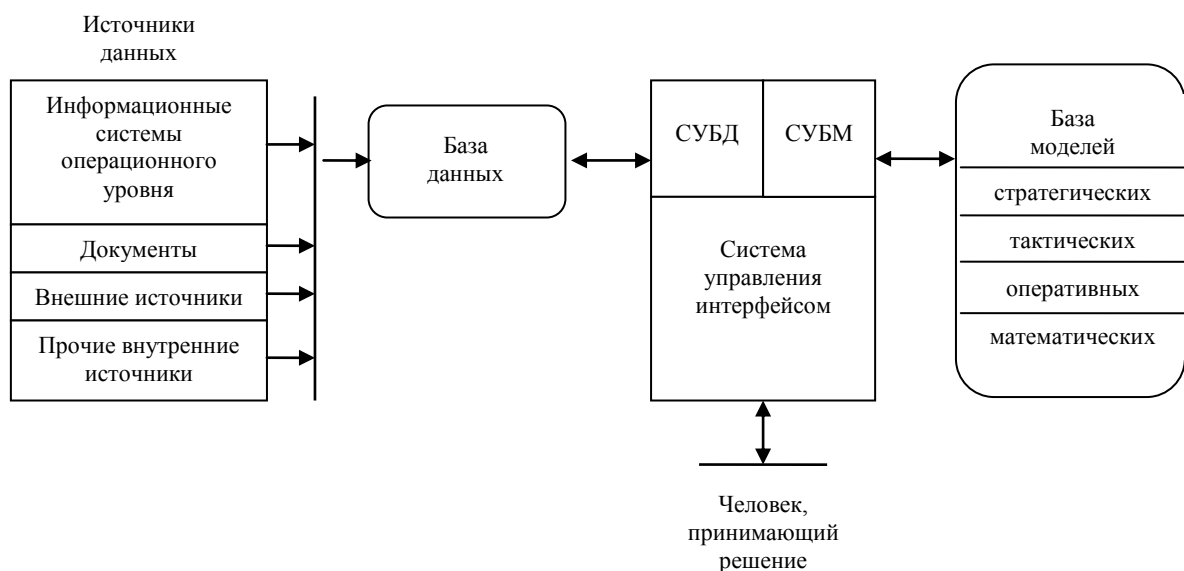 Источники
данных
Информационные
системы
операционного
уровня
Документы
Внешние источники
Прочие внутренние
источники
База
данных
СУБД
СУБМ
Система
управления
интерфейсом
База
моделей
стратегических
тактических
оперативных
математических
Человек,
принимающий
решение